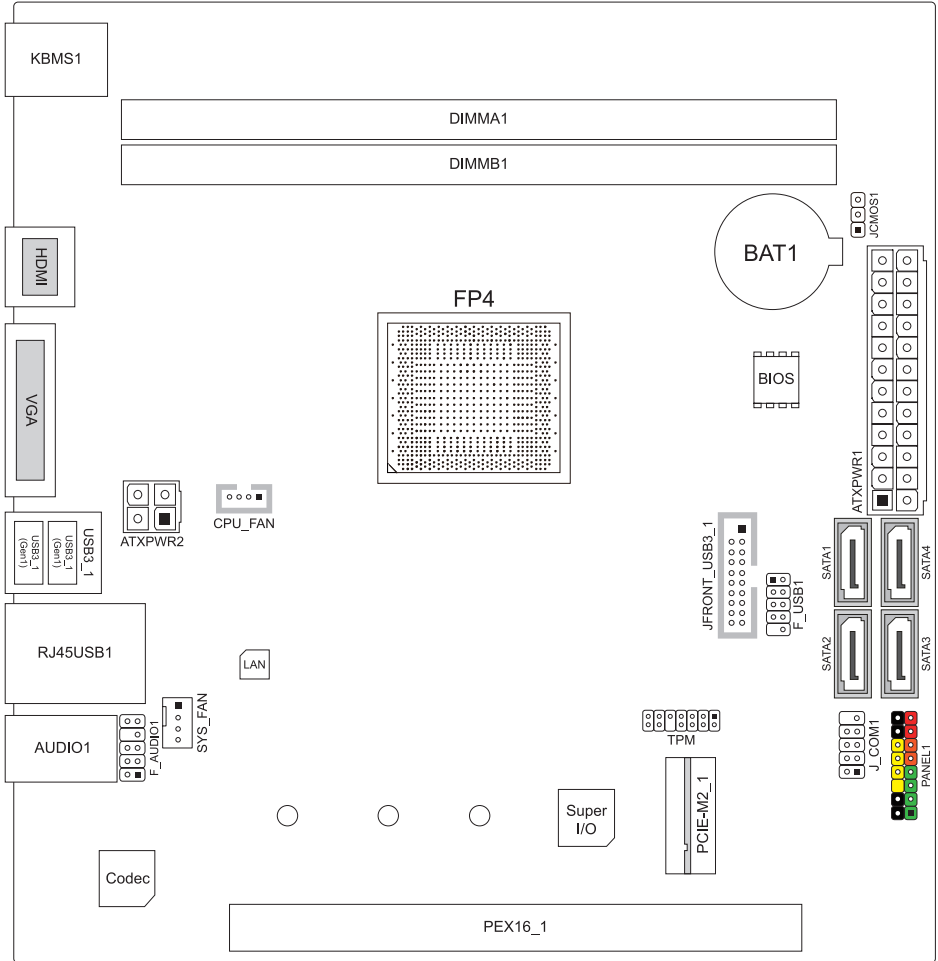 KBMS1
DIMMA1
DIMMB1
JCMOS1
BAT1
HDMI
FP4
BIOS
VGA
ATXPWR1
CPU_FAN
ATXPWR2
USB3_1
USB3_1
(Gen1)
USB3_1
(Gen1)
JFRONT_USB3_1
F_USB1
SATA1
SATA4
SATA2
SATA3
RJ45USB1
LAN
SYS_FAN
AUDIO1
F_AUDIO1
TPM
J_COM1
PANEL1
Super
I/O
PCIE-M2_1
Codec
PEX16_1